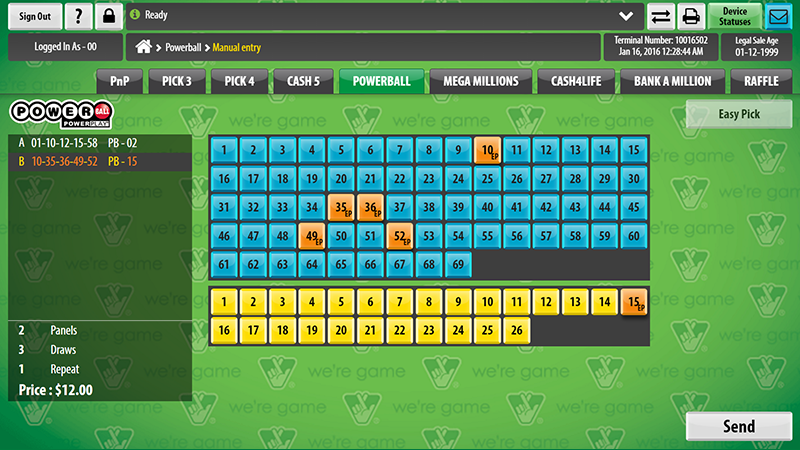 Sign Out ? Ready Device Statuses
Logged In As - 00 > Powerball > Manual entry Terminal Number: 10016502 Legal Sale Age
Jan 16, 2016 12:28:44 AM 01-12-1999
PnP PICK 3 PICK 4 CASH 5 POWERBALL MEGA MILLIONS CASH4LIFE BANK A MILLION RAFFLE
POWERBALL
POWERPLAY
Easy Pick
A 01-10-12-15-58 PB - 02
B 10-35-36-49-52 PB - 15
1 2 3 4 5 6 7 8 9 10 EP 11 12 13 14 15
16 17 18 19 20 21 22 23 24 25 26 27 28 29 30
31 32 33 34 35 EP 36 EP 37 38 39 40 41 42 43 44 45
46 47 48 49 EP 50 51 52 EP 53 54 55 56 57 58 59 60
61 62 63 64 65 66 67 68 69
1 2 3 4 5 6 7 8 9 10 11 12 13 14 15 EP
16 17 18 19 20 21 22 23 24 25 26
2 Panels
3 Draws
1 Repeat
Price : $12.00
we're game
Send